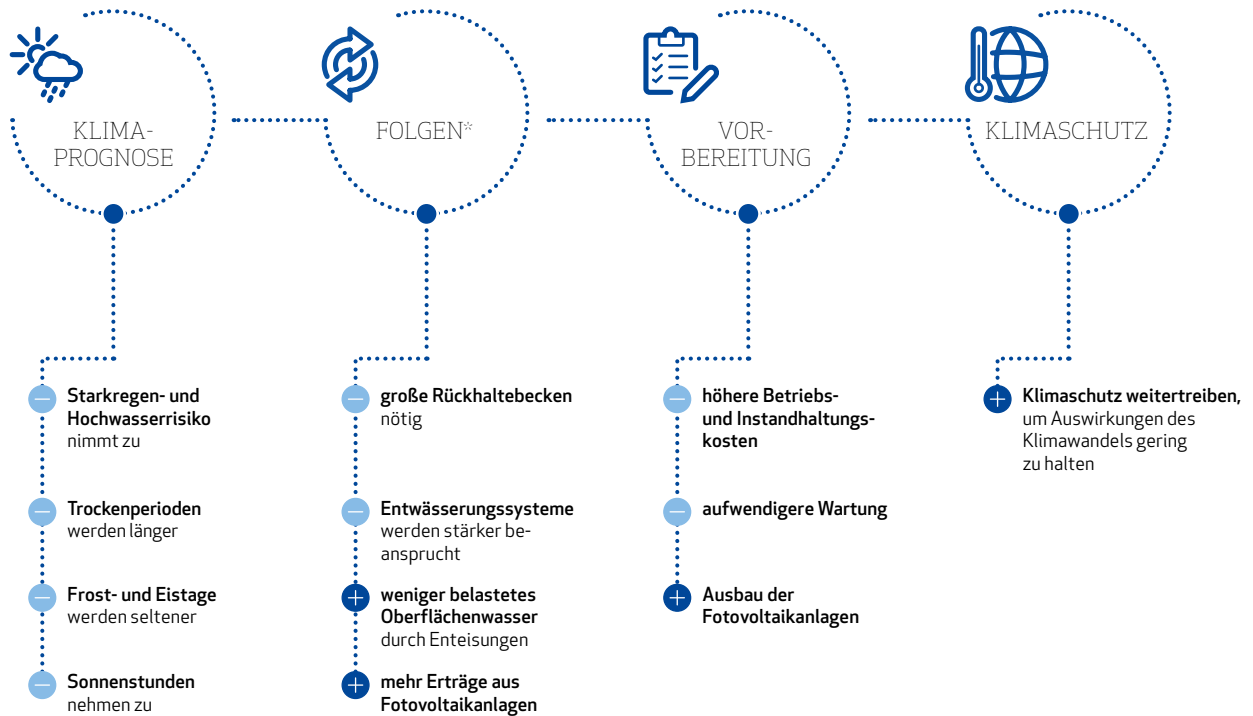 KLIMA-
PROGNOSE
Starkregen- und
Hochwasserrisiko
nimmt zu
Trockenperioden
werden länger
Frost- und Eistage
werden seltener
Sonnenstunden
nehmen zu
FOLGEN*
große Rückhaltebecken
nötig
Entwässerungssysteme
werden stärker be-
ansprucht
weniger belastetes
Oberflächenwasser
durch Enteisungen
mehr Erträge aus
Fotovoltaikanlagen
VOR-
BEREITUNG
höhere Betriebs-
und Instandhaltungs-
kosten
aufwendigere Wartung
Ausbau der
Fotovoltaikanlagen
KLIMASCHUTZ
Klimaschutz weitertreiben,
um Auswirkungen des
Klimawandels gering
zu halten